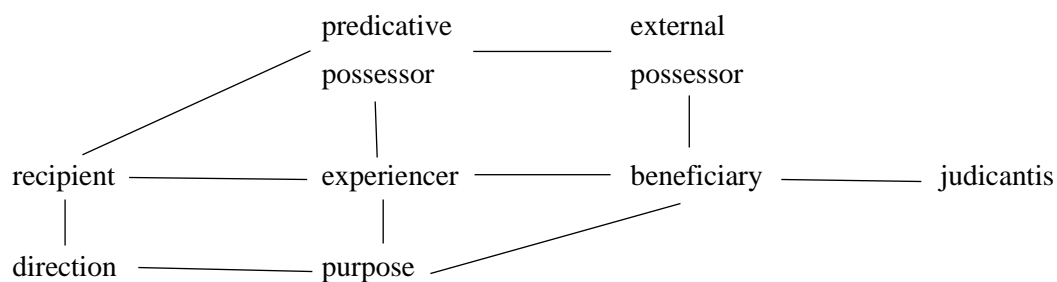 predicative external
possessor possessor
recipient experiencer beneficiary judicantis
direction purpose